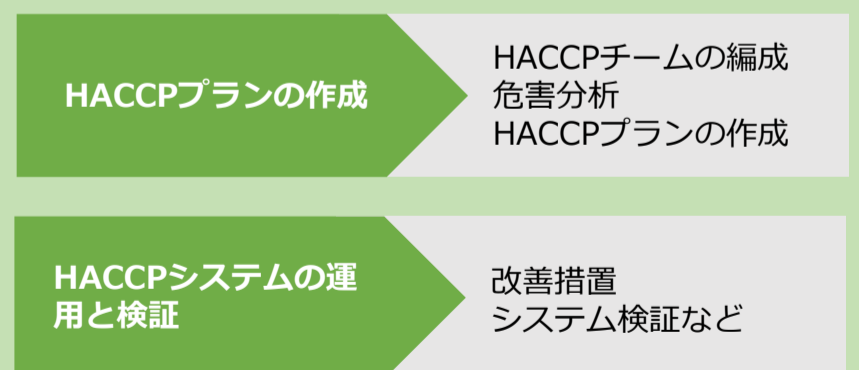 HACCPプランの作成
HACCPチームの編成
危害分析
HACCPプランの作成
HACCPシステムの運
用と検証
改善措置
システム検証など